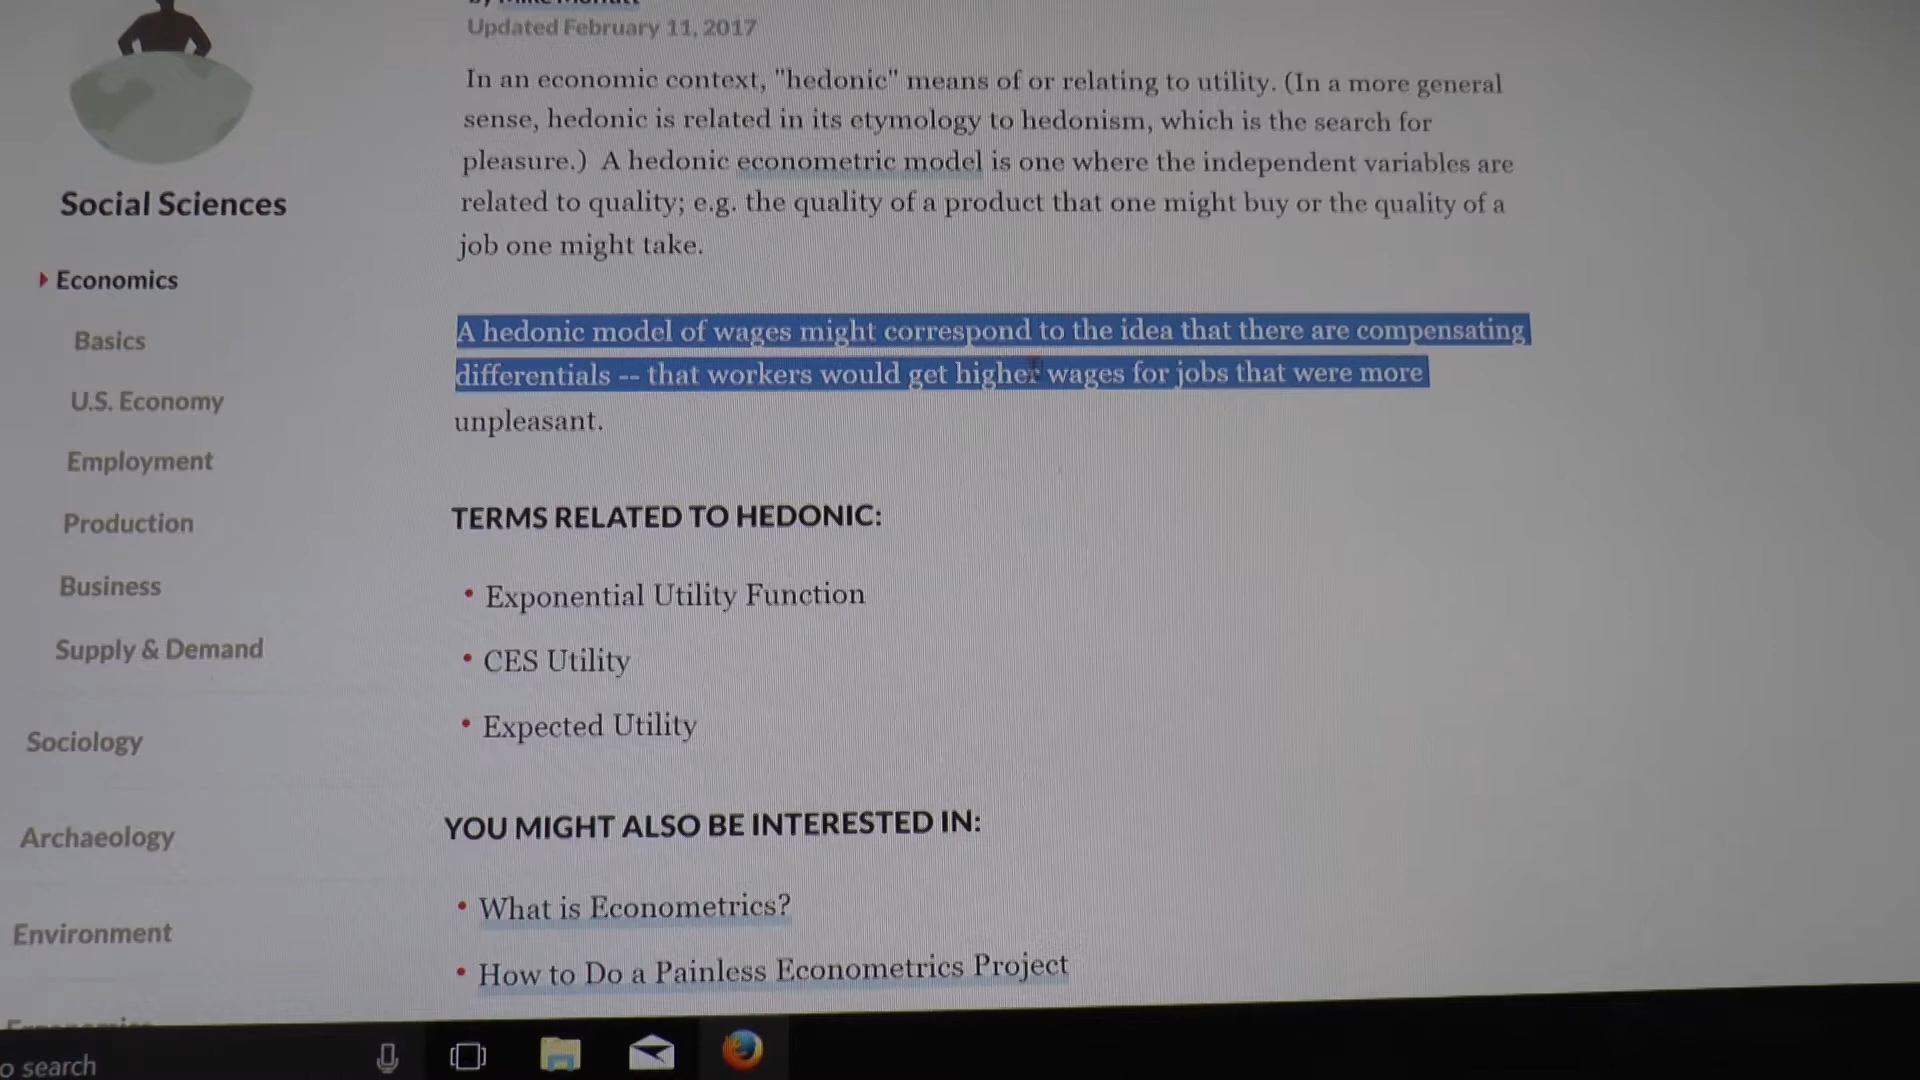 Updated February 11, 2017
In an economic context, "hedonic" means of or relating to utility. (In a more general
sense, hedonic is related in its etymology to hedonism, which is the search for
pleasure.) A hedonic econometric model is one where the independent variables are
related to quality; e.g. the quality of a product that one might buy or the quality of a
job one might take.
A hedonic model of wages might correspond to the idea that there are compensating
differentials -- that workers would get higher wages for jobs that were more
unpleasant.
TERMS RELATED TO HEDONIC:
• Exponential Utility Function
• CES Utility
• Expected Utility
YOU MIGHT ALSO BE INTERESTED IN:
• What is Econometrics?
• How to Do a Painless Econometrics Project
Social Sciences
Economics
Basics
U.S. Economy
Employment
Production
Business
Supply & Demand
Sociology
Archaeology
Environment
o search